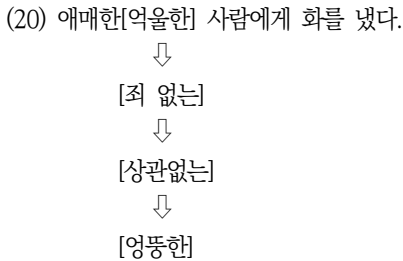 (20) 애매한[억울한] 사람에게 화를 냈다.
⇩
[죄 없는]
⇩
[상관없는]
⇩
[엉뚱한]